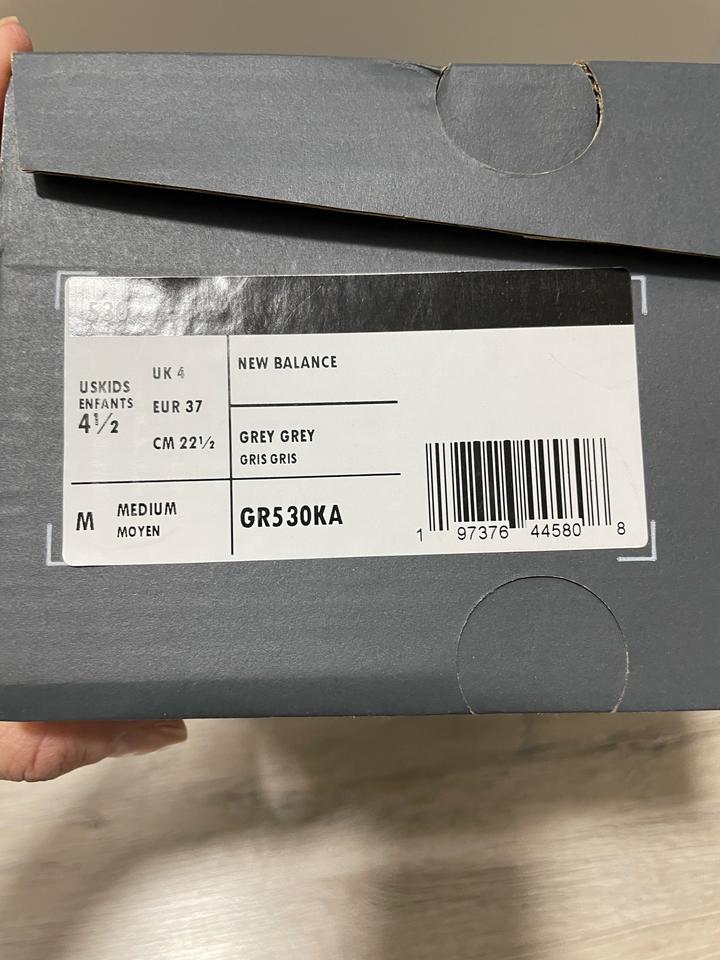 530
USKIDS
ENFANTS
4½
UK 4
EUR 37
CM 22½
NEW BALANCE
GREY GREY
GRIS GRIS
M
MEDIUM
MOYEN
GR530KA
1 97376 44580 8